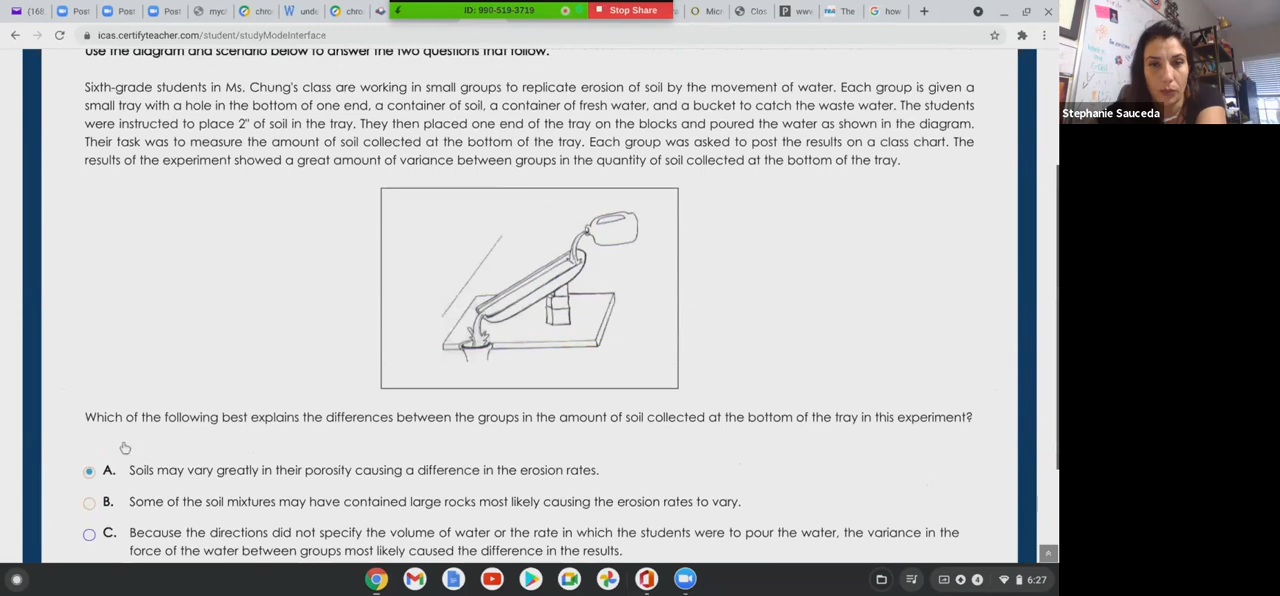 (168
Post
Post
Post
myc
chro
unde
chro
ID: 990-519-3719
Stop Share
Micr
Clos
www
The
how
icas.certifyteacher.com/student/studyModeInterface
Use the diagram and scenario below to answer the two questions that follow.
Sixth-grade students in Ms. Chung's class are working in small groups to replicate erosion of soil by the movement of water. Each group is given a
small tray with a hole in the bottom of one end, a container of soil, a container of fresh water, and a bucket to catch the waste water. The students
were instructed to place 2" of soil in the tray. They then placed one end of the tray on the blocks and poured the water as shown in the diagram.
Their task was to measure the amount of soil collected at the bottom of the tray. Each group was asked to post the results on a class chart. The
results of the experiment showed a great amount of variance between groups in the quantity of soil collected at the bottom of the tray.
Which of the following best explains the differences between the groups in the amount of soil collected at the bottom of the tray in this experiment?
A. Soils may vary greatly in their porosity causing a difference in the erosion rates.
B. Some of the soil mixtures may have contained large rocks most likely causing the erosion rates to vary.
C. Because the directions did not specify the volume of water or the rate in which the students were to pour the water, the variance in the
force of the water between groups most likely caused the difference in the results.
6:27
Stephanie Sauceda